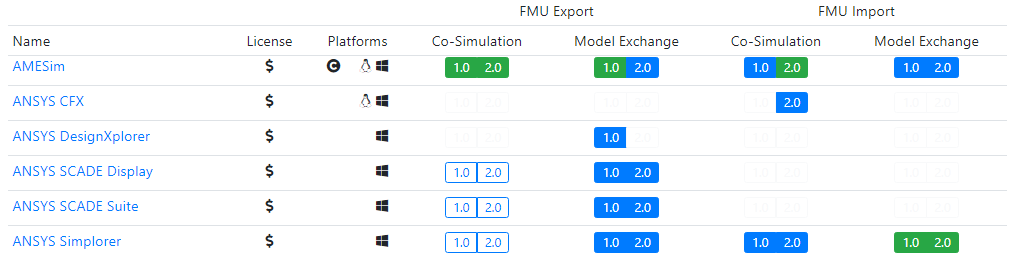 FMU Export FMU Import
Name License Platforms Co-Simulation Model Exchange Co-Simulation Model Exchange
AMESim $ C 1.0 2.0 1.0 2.0 1.0 2.0 1.0 2.0
ANSYS CFX $ 1.0 2.0 1.0 2.0 1.0 2.0 1.0 2.0
ANSYS DesignXplorer $ 1.0 2.0 1.0 2.0 1.0 2.0 1.0 2.0
ANSYS SCADE Display $ 1.0 2.0 1.0 2.0 1.0 2.0 1.0 2.0
ANSYS SCADE Suite $ 1.0 2.0 1.0 2.0 1.0 2.0 1.0 2.0
ANSYS Simplorer $ 1.0 2.0 1.0 2.0 1.0 2.0 1.0 2.0